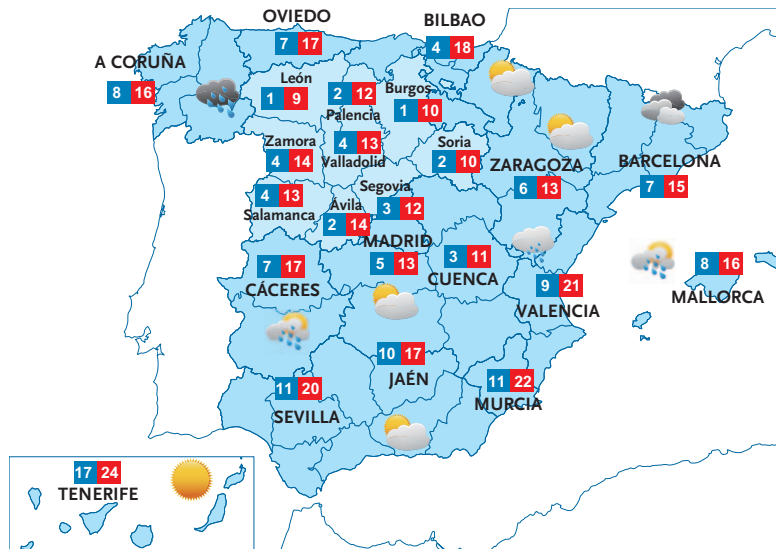 OVIEDO
7 17
BILBAO
4 18
A CORUÑA
8 16
León
1 9
2 12
Palencia
Burgos
1 10
Zamora
4 14
4 13
Valladolid
Soria
2 10
ZARAGOZA
6 13
BARCELONA
7 15
4 13
Salamanca
Ávila
2 14
Segovia
3 12
MADRID
5 13
3 11
CUENCA
7 17
CÁCERES
9 21
VALENCIA
8 16
MALLORCA
10 17
JAÉN
11 22
MURCIA
11 20
SEVILLA
17 24
TENERIFE